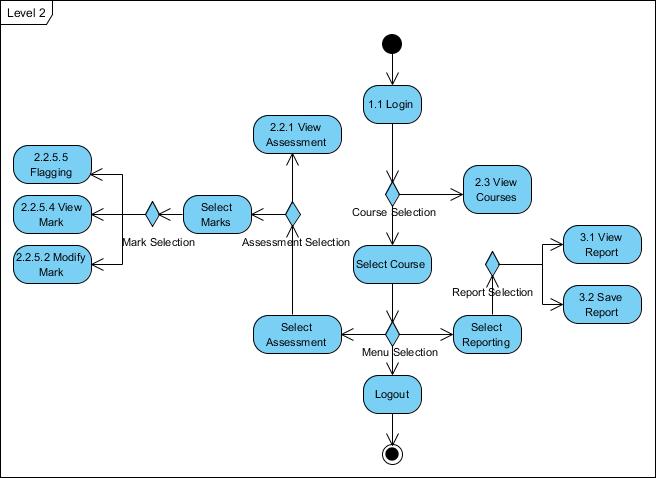 Level 2
1.1 Login
2.2.1 View
Assessment
2.2.5.5
Flagging
2.3 View
Courses
2.2.5.4 View
Mark
Select
Marks
Course Selection
Mark Selection
Assessment Selection
3.1 View
Report
2.2.5.2 Modify
Mark
Select Course
Report Selection
3.2 Save
Report
Select
Assessment
Select
Reporting
Menu Selection
Logout